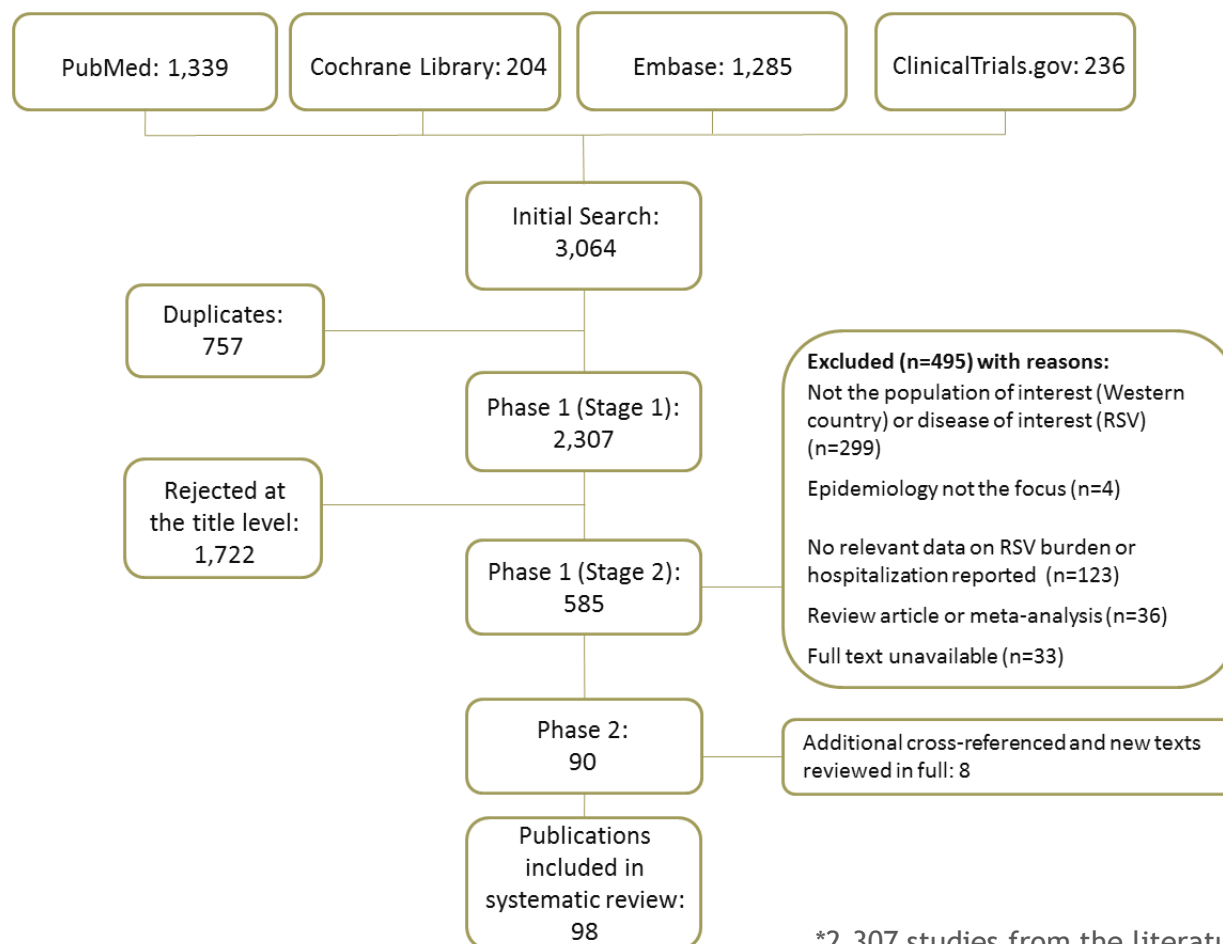 PubMed: 1,339
Cochrane Library: 204
Embase: 1,285
ClinicalTrials.gov: 236
Initial Search:
3,064
Duplicates:
757
Phase 1 (Stage 1):
2,307
Rejected at
the title level:
1,722
Phase 1 (Stage 2):
585
Excluded (n=495) with reasons:
Not the population of interest (Western
country) or disease of interest (RSV)
(n=299)
Epidemiology not the focus (n=4)
No relevant data on RSV burden or
hospitalization reported (n=123)
Review article or meta-analysis (n=36)
Full text unavailable (n=33)
Phase 2:
90
Additional cross-referenced and new texts
reviewed in full: 8
Publications
included in
systematic review:
98
*2,307 studies from the